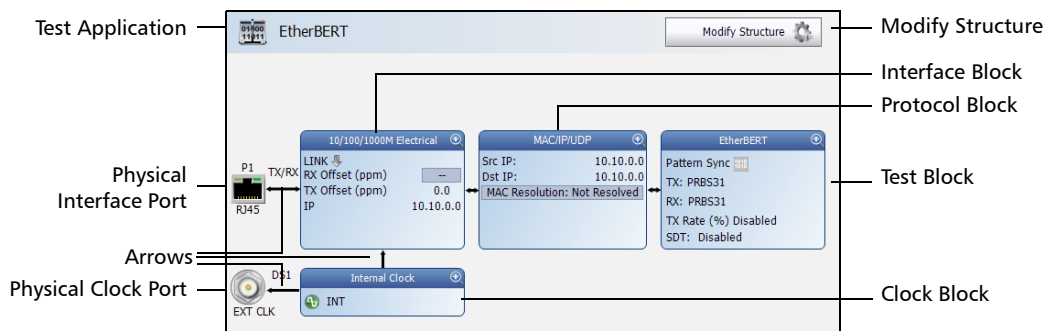 Test Application
01000
11011
EtherBERT
Modify Structure
Modify Structure
Interface Block
Protocol Block
10/100/1000M Electrical
LINK
RX Offset (ppm) --
TX Offset (ppm) 0.0
IP 10.10.0.0
MAC/IP/UDP
Src IP: 10.10.0.0
Dst IP: 10.10.0.0
MAC Resolution: Not Resolved
EtherBERT
Pattern Sync
TX: PRBS31
RX: PRBS31
TX Rate (%) Disabled
SDT: Disabled
Test Block
Physical
Interface Port
P1
TX/RX
RJ45
Arrows
Physical Clock Port
DS1
EXT CLK
Internal Clock
INT
Clock Block